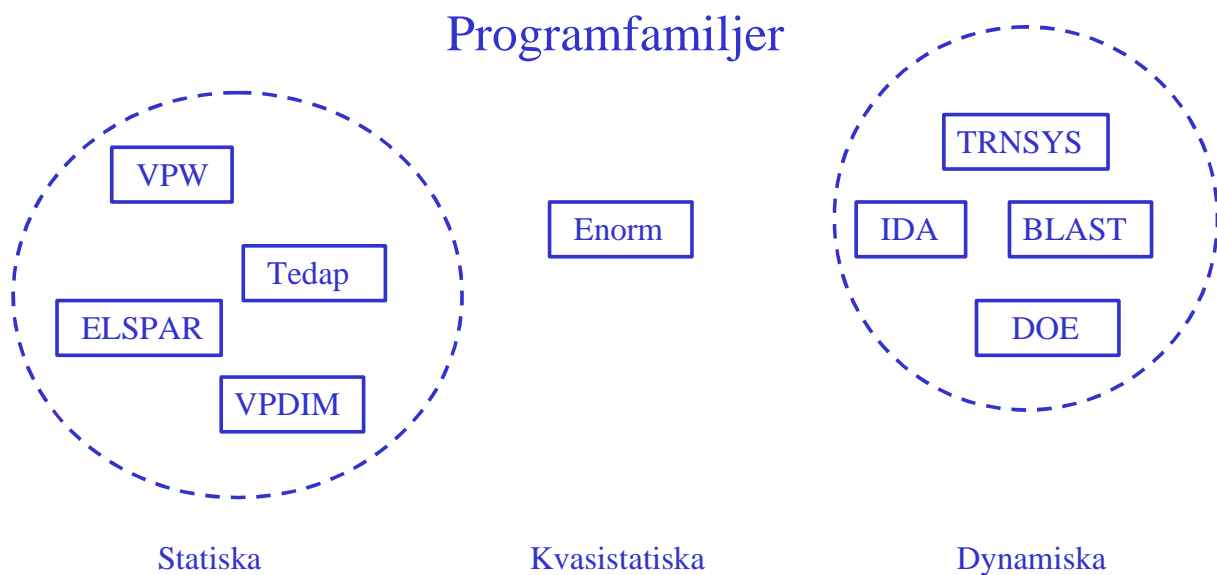 Programfamiljer
VPW
Tedap
ELSPAR
VPDIM
Enorm
TRNSYS
IDA
BLAST
DOE
Statiska
Kvasistatiska
Dynamiska